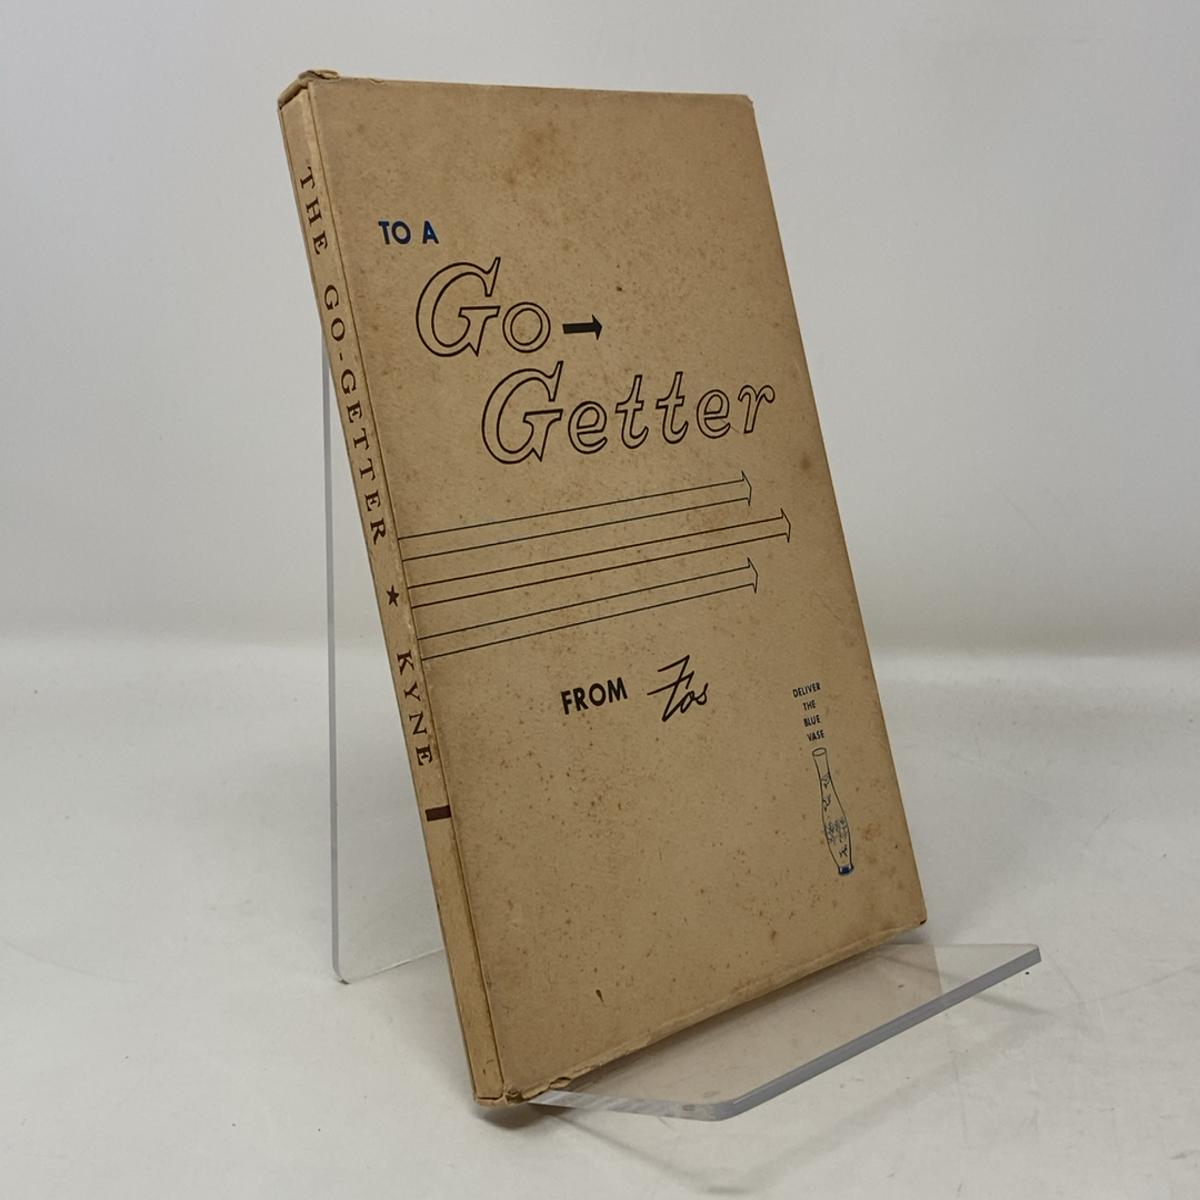 THE GO-GETTER ★ KYNE
TO A
Go→
Getter
FROM Fos
DELIVER
THE
BLUE
VASE